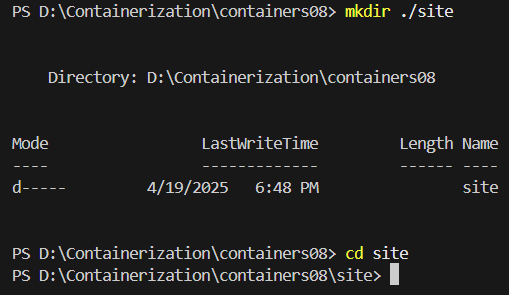 PS D:\Containerization\containers08> mkdir ./site
Directory: D:\Containerization\containers08
Mode LastWriteTime Length Name
---- ------------- ------ ----
d----- 4/19/2025 6:48 PM site
PS D:\Containerization\containers08> cd site
PS D:\Containerization\containers08\site>